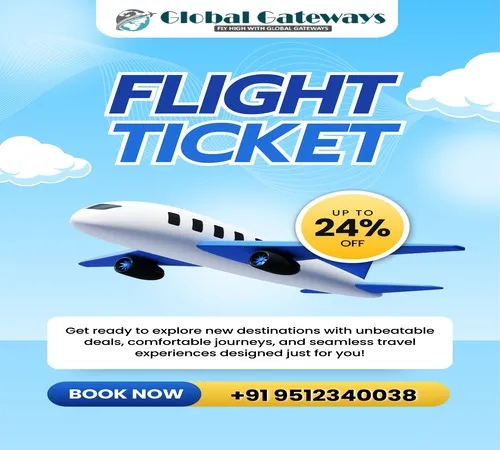 Global Gateways
FLY HIGH WITH GLOBAL GATEWAYS
FLIGHT
TICKET
UP TO
24%
OFF
Get ready to explore new destinations with unbeatable
deals, comfortable journeys, and seamless travel
experiences designed just for you!
BOOK NOW
+91 9512340038